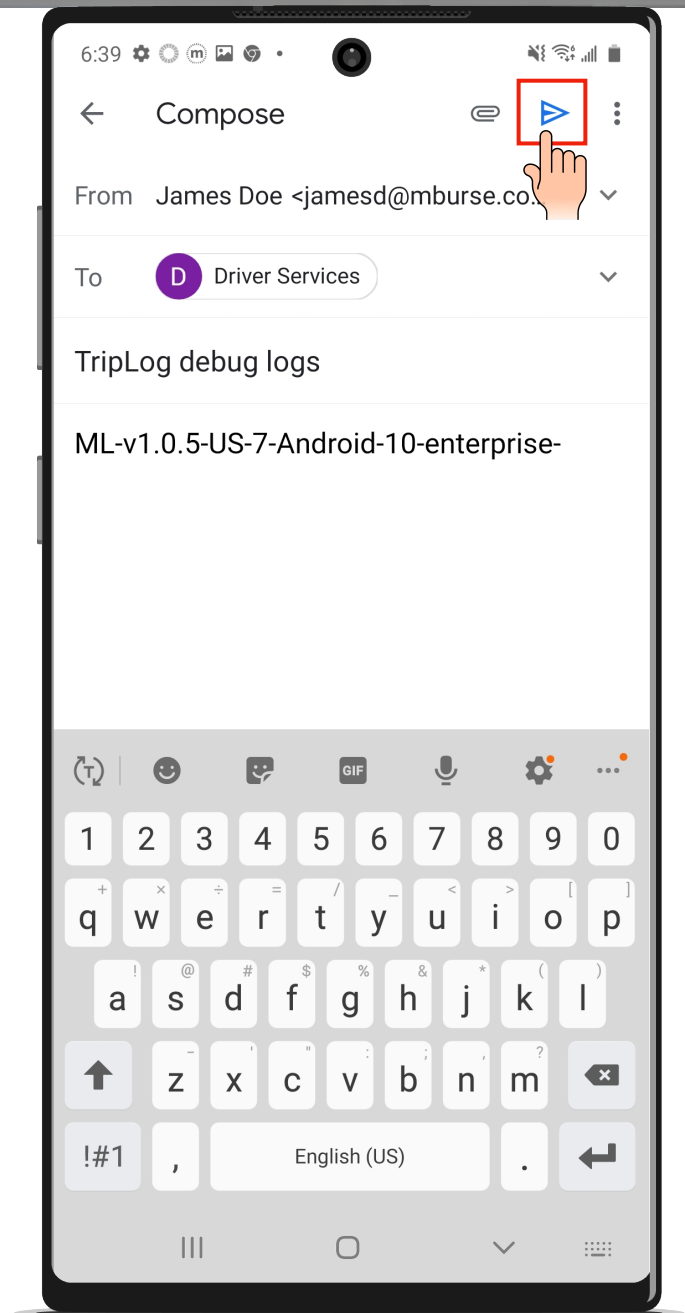 6:39
Compose
From James Doe <jamesd@mburse.co...
To D Driver Services
TripLog debug logs
ML-v1.0.5-US-7-Android-10-enterprise-
T GIF
1 2 3 4 5 6 7 8 9 0
+ × ÷ = / _ < > [ ]
q w e r t y u i o p
! @ # $ % & * ( )
a s d f g h j k l
- ' " : ; , ?
z x c v b n m
!#1 , English (US) .